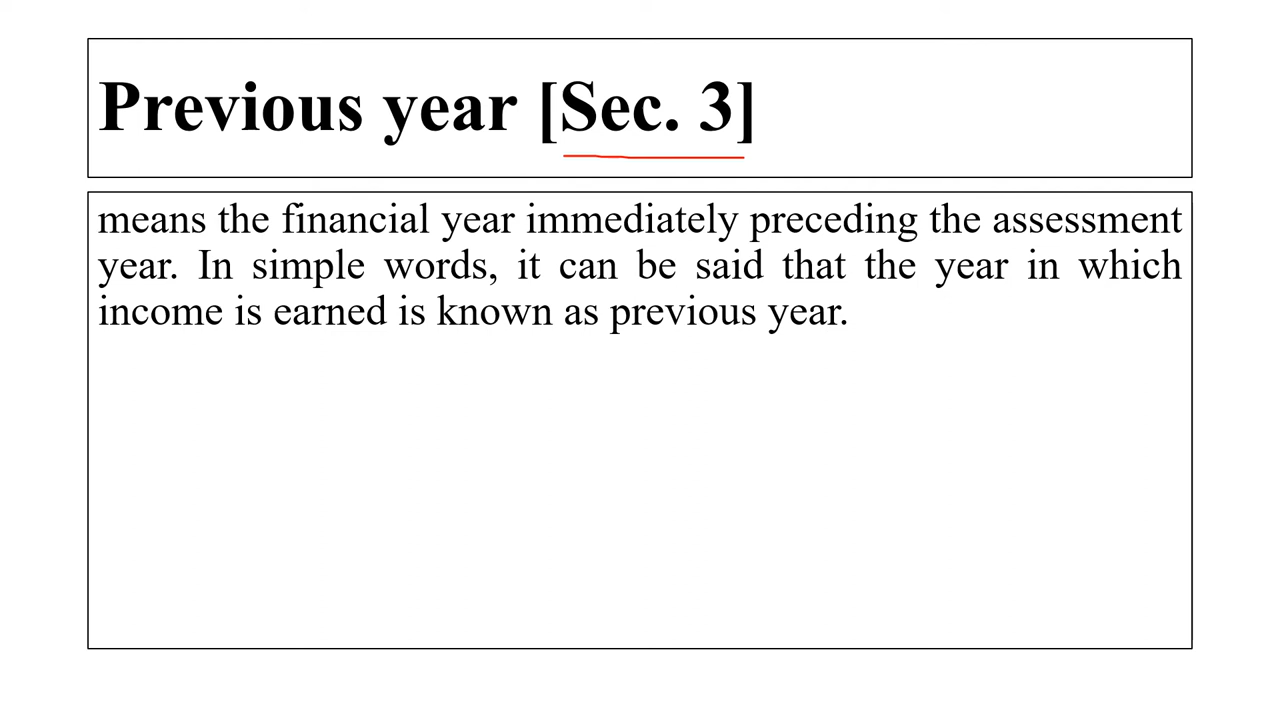 Previous year [Sec. 3]
means the financial year immediately preceding the assessment
year. In simple words, it can be said that the year in which
income is earned is known as previous year.